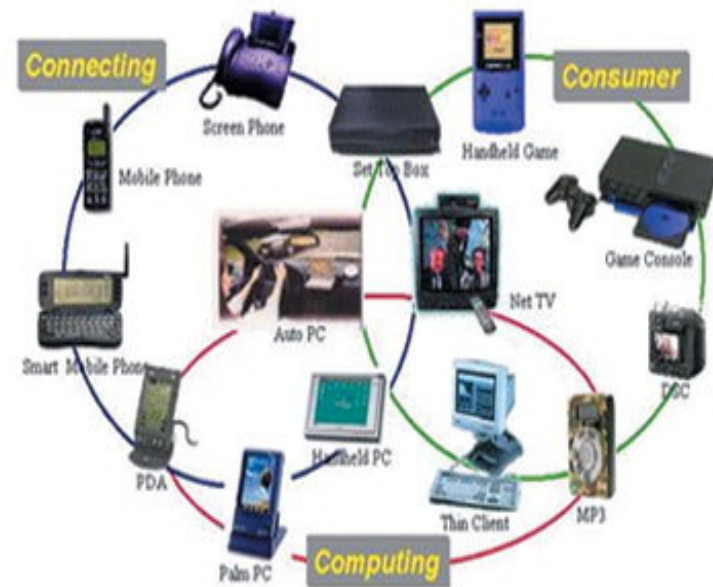 Connecting
Consumer
Screen Phone
Set Top Box
Handheld Game
Mobile Phone
Game Console
Auto PC
Net TV
Smart Mobile Phone
DSC
PDA
Handheld PC
Thin Client
MP3
Palm PC
Computing